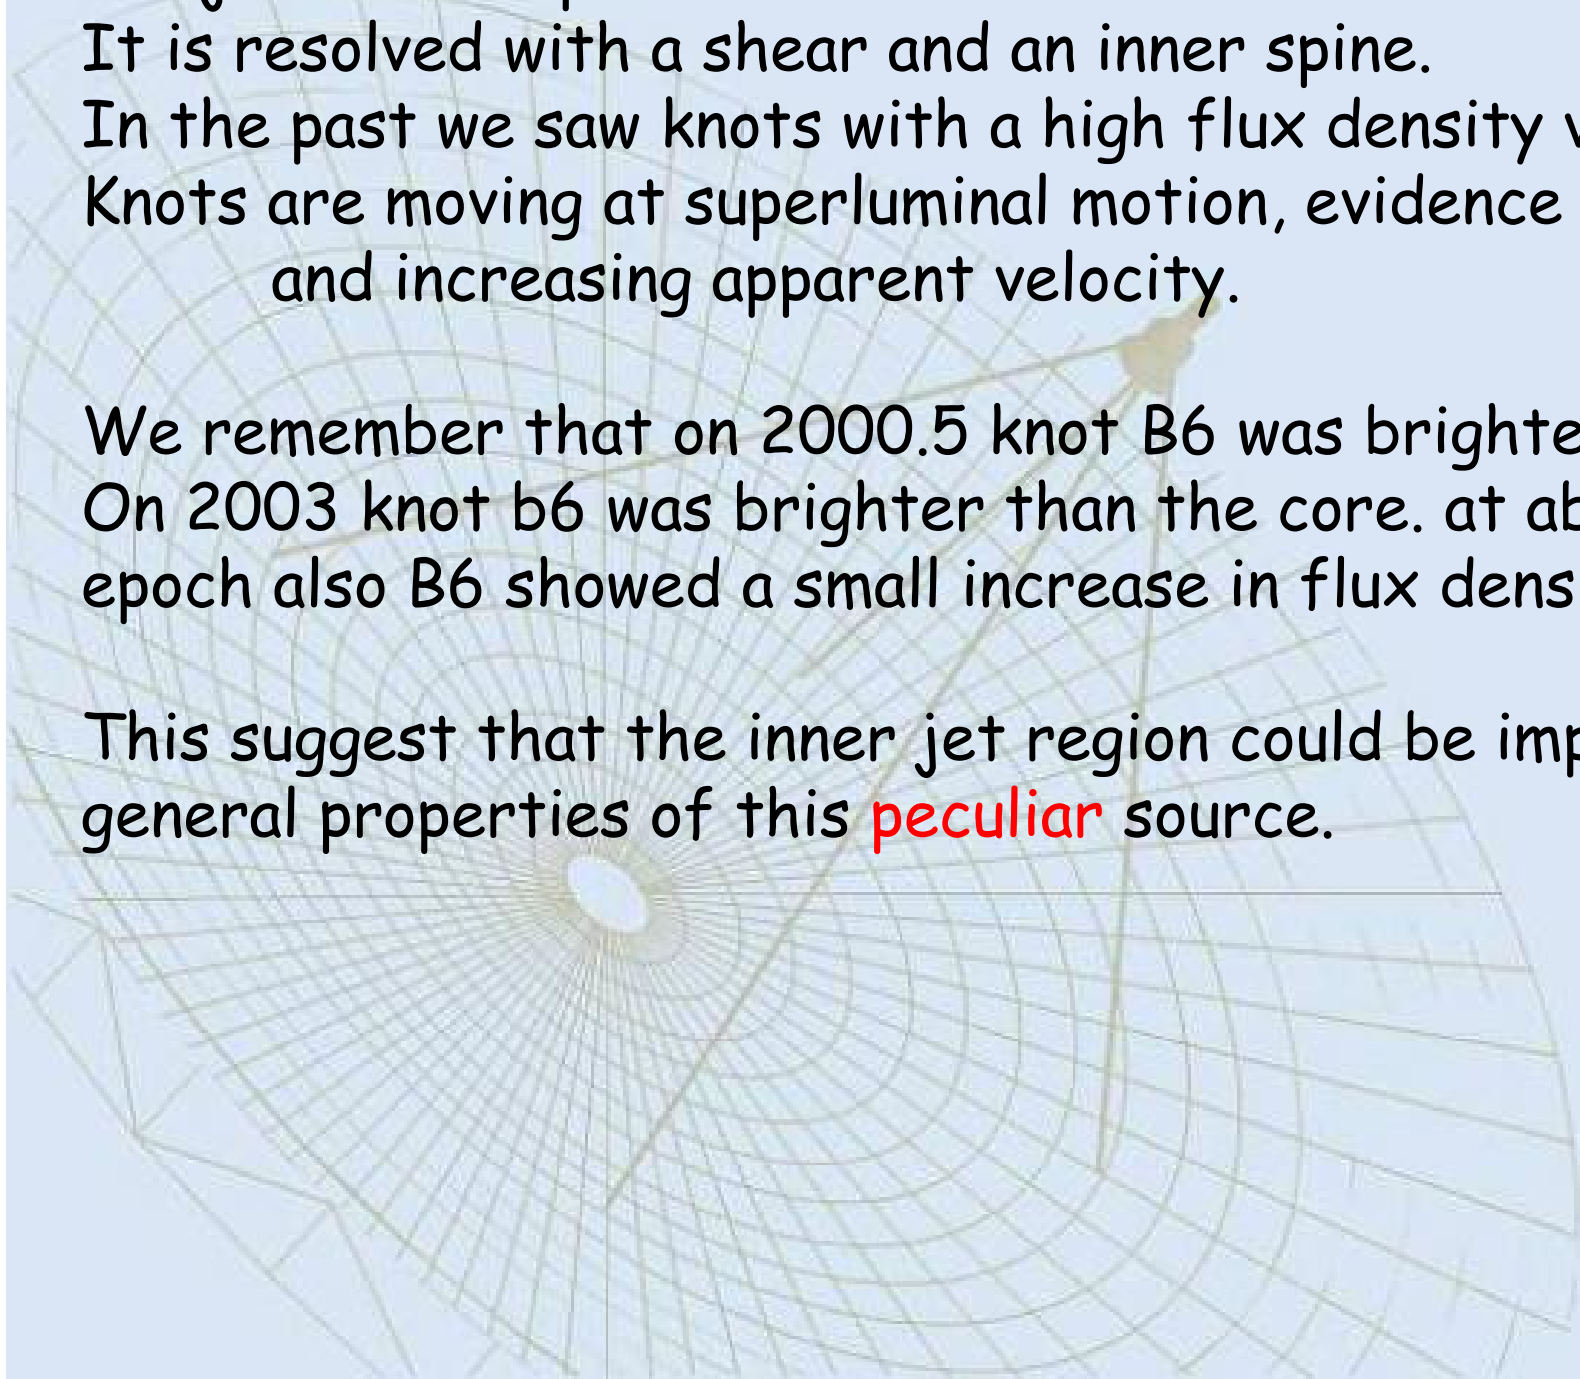 It is resolved with a shear and an inner spine.
In the past we saw knots with a high flux density
Knots are moving at superluminal motion, evidence
and increasing apparent velocity.
We remember that on 2000.5 knot B6 was
On 2003 knot b6 was brighter than the core. at
epoch also B6 showed a small increase in flux
This suggest that the inner jet region could be
general properties of this peculiar source.